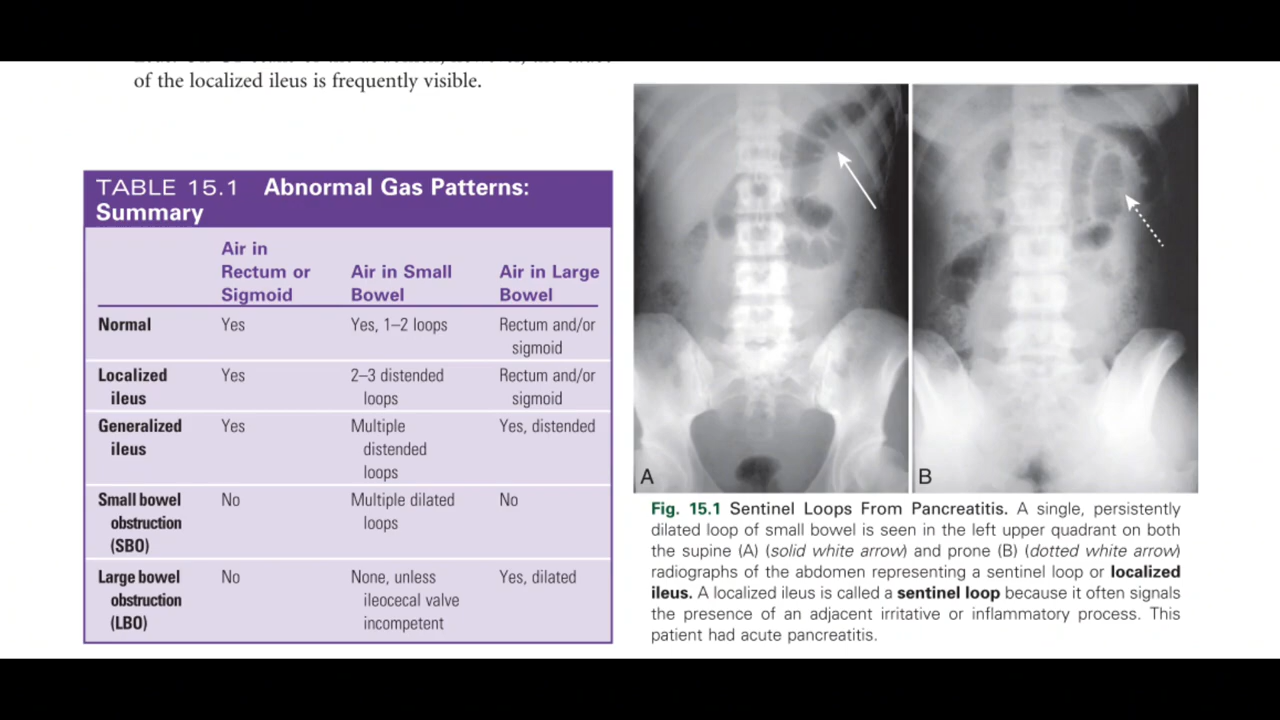 of the localized ileus is frequently visible.
TABLE 15.1 Abnormal Gas Patterns:
Summary
Air in
Rectum or
Sigmoid
Air in Small
Bowel
Air in Large
Bowel
Normal
Yes
Yes, 1–2 loops
Rectum and/or
sigmoid
Localized
ileus
Yes
2–3 distended
loops
Rectum and/or
sigmoid
Generalized
ileus
Yes
Multiple
distended
loops
Yes, distended
Small bowel
obstruction
(SBO)
No
Multiple dilated
loops
No
Large bowel
obstruction
(LBO)
No
None, unless
ileocecal valve
incompetent
Yes, dilated
A
B
Fig. 15.1 Sentinel Loops From Pancreatitis. A single, persistently
dilated loop of small bowel is seen in the left upper quadrant on both
the supine (A) (solid white arrow) and prone (B) (dotted white arrow)
radiographs of the abdomen representing a sentinel loop or localized
ileus. A localized ileus is called a sentinel loop because it often signals
the presence of an adjacent irritative or inflammatory process. This
patient had acute pancreatitis.